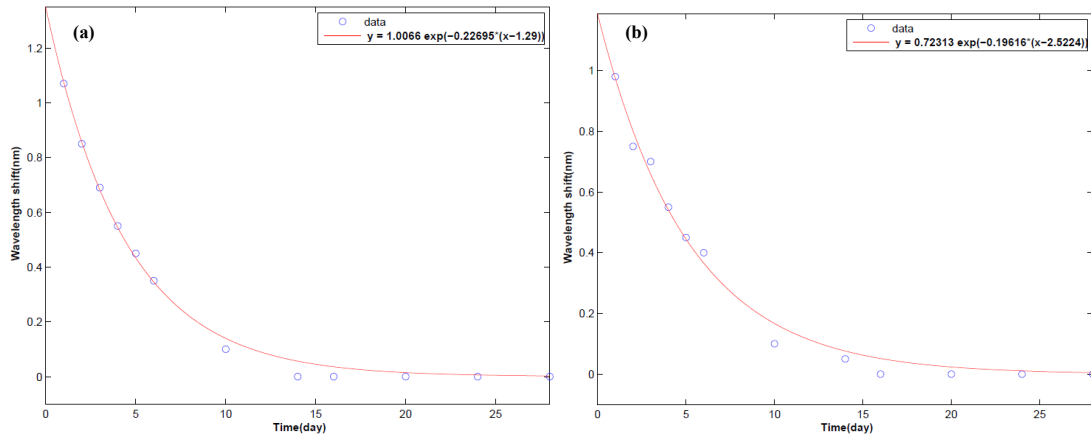 (a)
data
y = 1.0066 exp(−0.22695*(x−1.29))
Wavelength shift(nm)
1.2
1
0.8
0.6
0.4
0.2
0
0 5 10 15 20 25
Time(day)
(b)
data
y = 0.72313 exp(−0.19616*(x−2.5224))
Wavelength shift(nm)
1
0.8
0.6
0.4
0.2
0
0 5 10 15 20 25
Time(day)